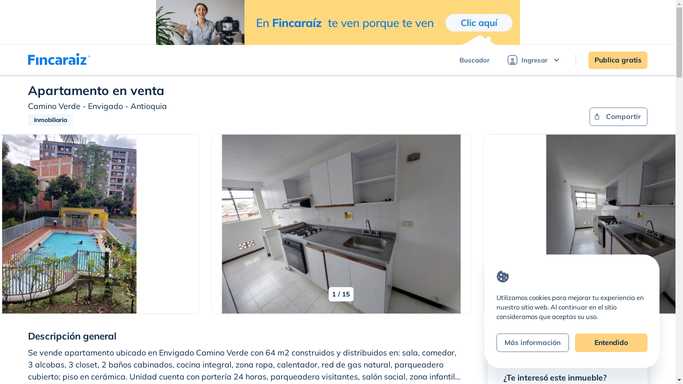 En Fincaraíz te ven porque te ven
Clic aquí
Fincaraiz
Buscador
Ingresar
Publica gratis
Apartamento en venta
Camino Verde - Envigado - Antioquia
Inmobiliaria
Compartir
1 / 15
Utilizamos cookies para mejorar tu experiencia en
nuestro sitio web. Al continuar en el sitio
consideramos que aceptas su uso.
Más información
Entendido
Descripción general
Se vende apartamento ubicado en Envigado Camino Verde con 64 m2 construidos y distribuidos en: sala, comedor,
3 alcobas, 3 closet, 2 baños cabinados, cocina integral, zona ropa, calentador, red de gas natural, parqueadero
cubierto; piso en cerámica. Unidad cuenta con portería 24 horas, parqueadero visitantes, salón social, zona infantil...
¿Te interesó este inmueble?